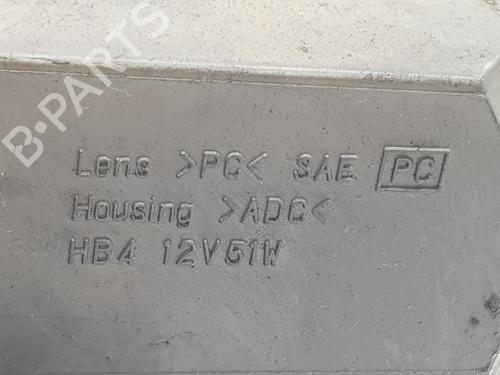 B-PARTS
Lens >PC< SAE PC
Housing >ADC<
HB4 12V51W